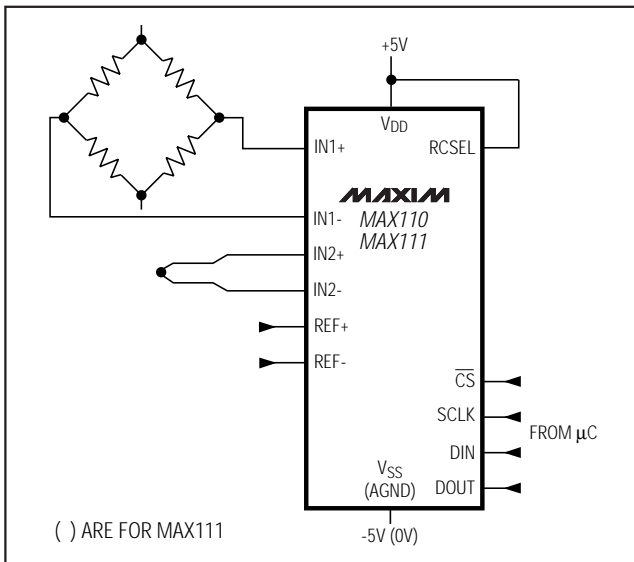 +5V
VDD
RCSEL
IN1+
MAXIM
IN1-
MAX110
MAX111
IN2+
IN2-
REF+
REF-
C̅S̅
SCLK
FROM µC
DIN
VSS
(AGND)
DOUT
( ) ARE FOR MAX111
-5V (0V)